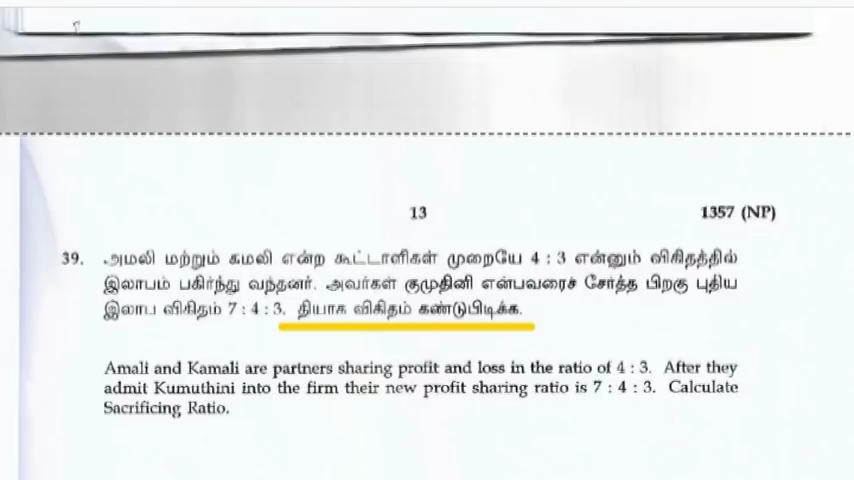 13
1357 (NP)
39. அமலி மற்றும் கமலி என்ற கூட்டாளிகள் முறையே 4 : 3 என்னும் விகிதத்தில்
இலாபம் பகிர்ந்து வந்தனர். அவர்கள் குமுதினி என்பவரைச் சேர்த்த பிறகு புதிய
இலாப விகிதம் 7 : 4 : 3. தியாக விகிதம் கண்டுபிடிக்க.
Amali and Kamali are partners sharing profit and loss in the ratio of 4 : 3. After they
admit Kumuthini into the firm their new profit sharing ratio is 7 : 4 : 3. Calculate
Sacrificing Ratio.